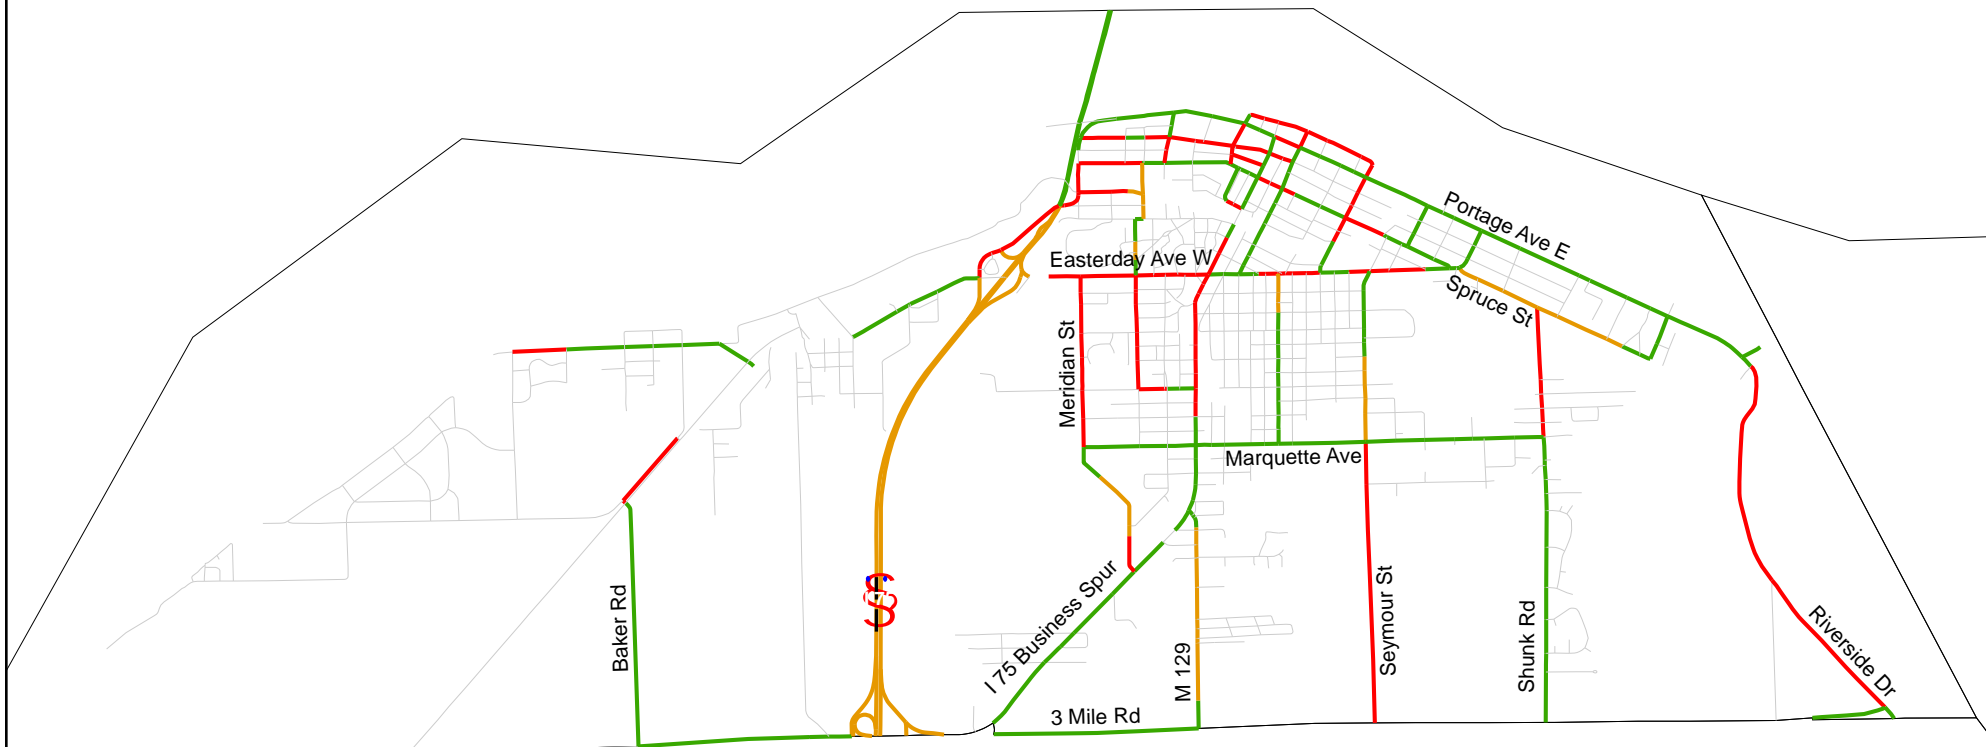 Portage Ave E
Easterday Ave W
Spruce St
Meridian St
Marquette Ave
Baker Rd
I 75 Business Spur
M 129
Seymour St
Shunk Rd
Riverside Dr
3 Mile Rd